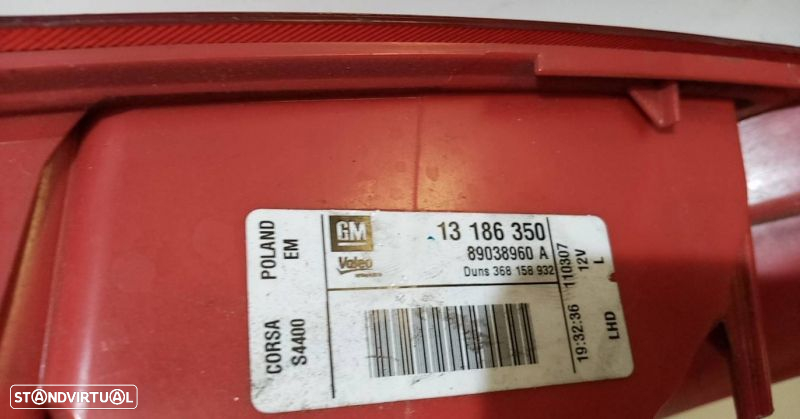 POLAND
EM
CORSA
S4400
GM
Valeo
13 186 350
89038960 A
Duns 368 158 932
110307
12V
L
19:32:36
LHD
STANDVIRTUAL